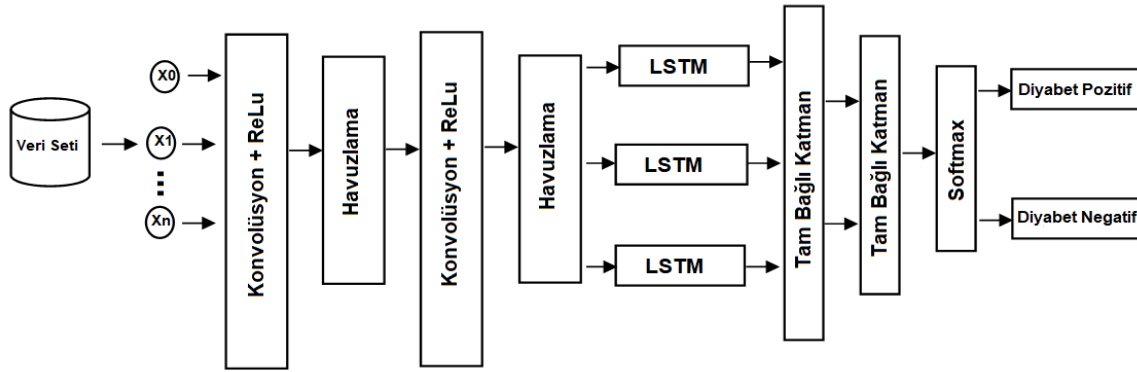 Veri Seti
X0
X1
Xn
Konvolüsyon + ReLu
Havuzlama
Konvolüsyon + ReLu
Havuzlama
LSTM
LSTM
LSTM
Tam Bağlı Katman
Tam Bağlı Katman
Softmax
Diyabet Pozitif
Diyabet Negatif